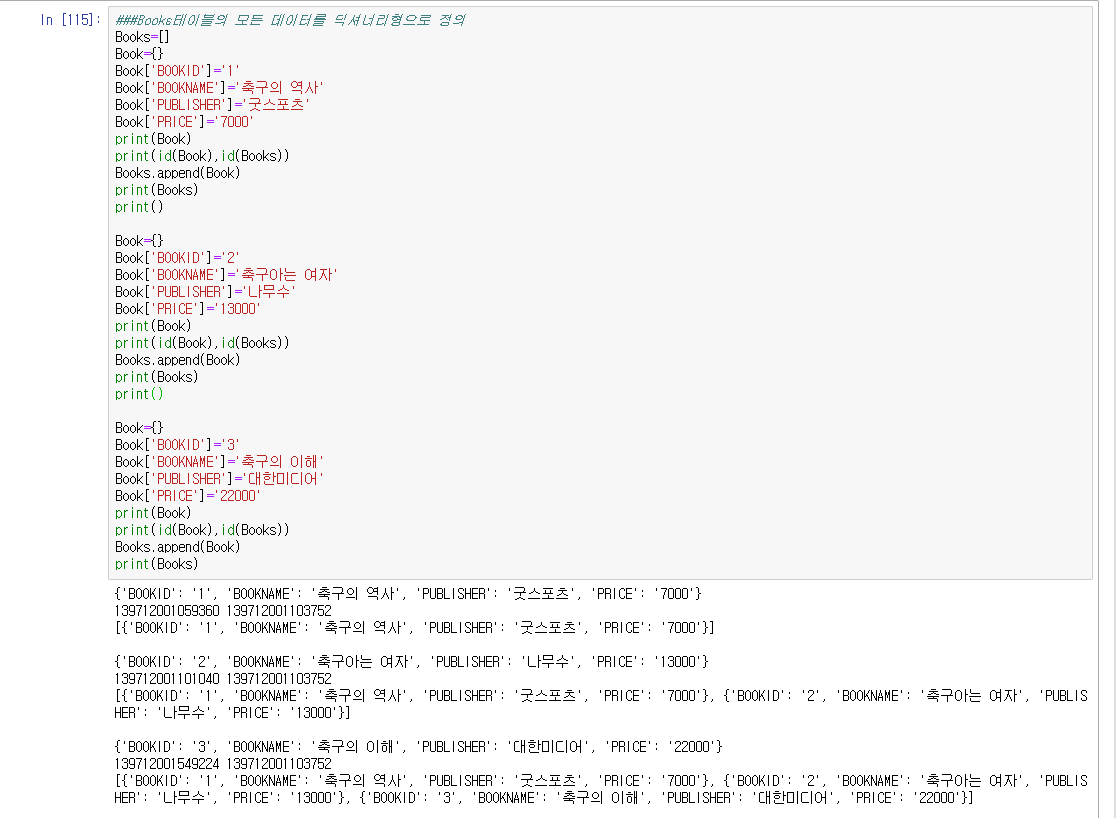 In [115]:
###Books테이블의 모든 데이터를 딕셔너리형으로 정의
Books=[]
Book={}
Book['BOOKID']='1'
Book['BOOKNAME']='축구의 역사'
Book['PUBLISHER']='굿스포츠'
Book['PRICE']='7000'
print(Book)
print(id(Book),id(Books))
Books.append(Book)
print(Books)
print()
Book={}
Book['BOOKID']='2'
Book['BOOKNAME']='축구아는 여자'
Book['PUBLISHER']='나무수'
Book['PRICE']='13000'
print(Book)
print(id(Book),id(Books))
Books.append(Book)
print(Books)
print()
Book={}
Book['BOOKID']='3'
Book['BOOKNAME']='축구의 이해'
Book['PUBLISHER']='대한미디어'
Book['PRICE']='22000'
print(Book)
print(id(Book),id(Books))
Books.append(Book)
print(Books)
{'BOOKID': '1', 'BOOKNAME': '축구의 역사', 'PUBLISHER': '굿스포츠', 'PRICE': '7000'}
139712001059360 139712001103752
[{'BOOKID': '1', 'BOOKNAME': '축구의 역사', 'PUBLISHER': '굿스포츠', 'PRICE': '7000'}]
{'BOOKID': '2', 'BOOKNAME': '축구아는 여자', 'PUBLISHER': '나무수', 'PRICE': '13000'}
139712001101040 139712001103752
[{'BOOKID': '1', 'BOOKNAME': '축구의 역사', 'PUBLISHER': '굿스포츠', 'PRICE': '7000'}, {'BOOKID': '2', 'BOOKNAME': '축구아는 여자', 'PUBLIS
HER': '나무수', 'PRICE': '13000'}]
{'BOOKID': '3', 'BOOKNAME': '축구의 이해', 'PUBLISHER': '대한미디어', 'PRICE': '22000'}
139712001549224 139712001103752
[{'BOOKID': '1', 'BOOKNAME': '축구의 역사', 'PUBLISHER': '굿스포츠', 'PRICE': '7000'}, {'BOOKID': '2', 'BOOKNAME': '축구아는 여자', 'PUBLIS
HER': '나무수', 'PRICE': '13000'}, {'BOOKID': '3', 'BOOKNAME': '축구의 이해', 'PUBLISHER': '대한미디어', 'PRICE': '22000'}]